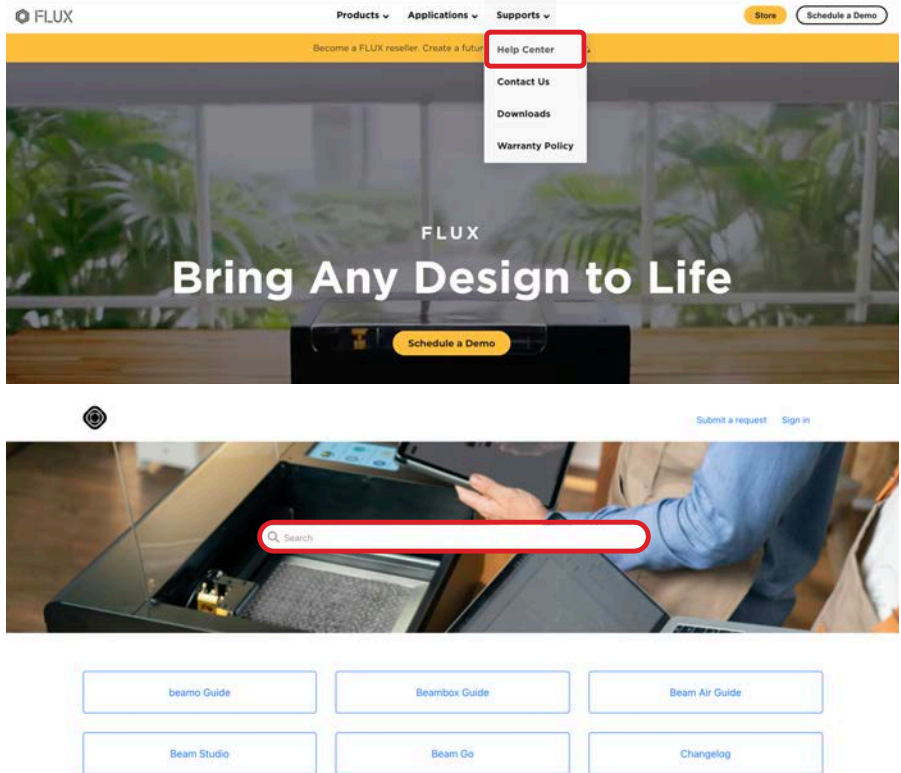 FLUX
Products Applications Supports
Store Schedule a Demo
Become a FLUX reseller. Create a futur
Help Center
Contact Us
Downloads
Warranty Policy
FLUX
Bring Any Design to Life
Schedule a Demo
Submit a request Sign in
Search
beamo Guide Beambox Guide Beam Air Guide
Beam Studio Beam Go Changelog